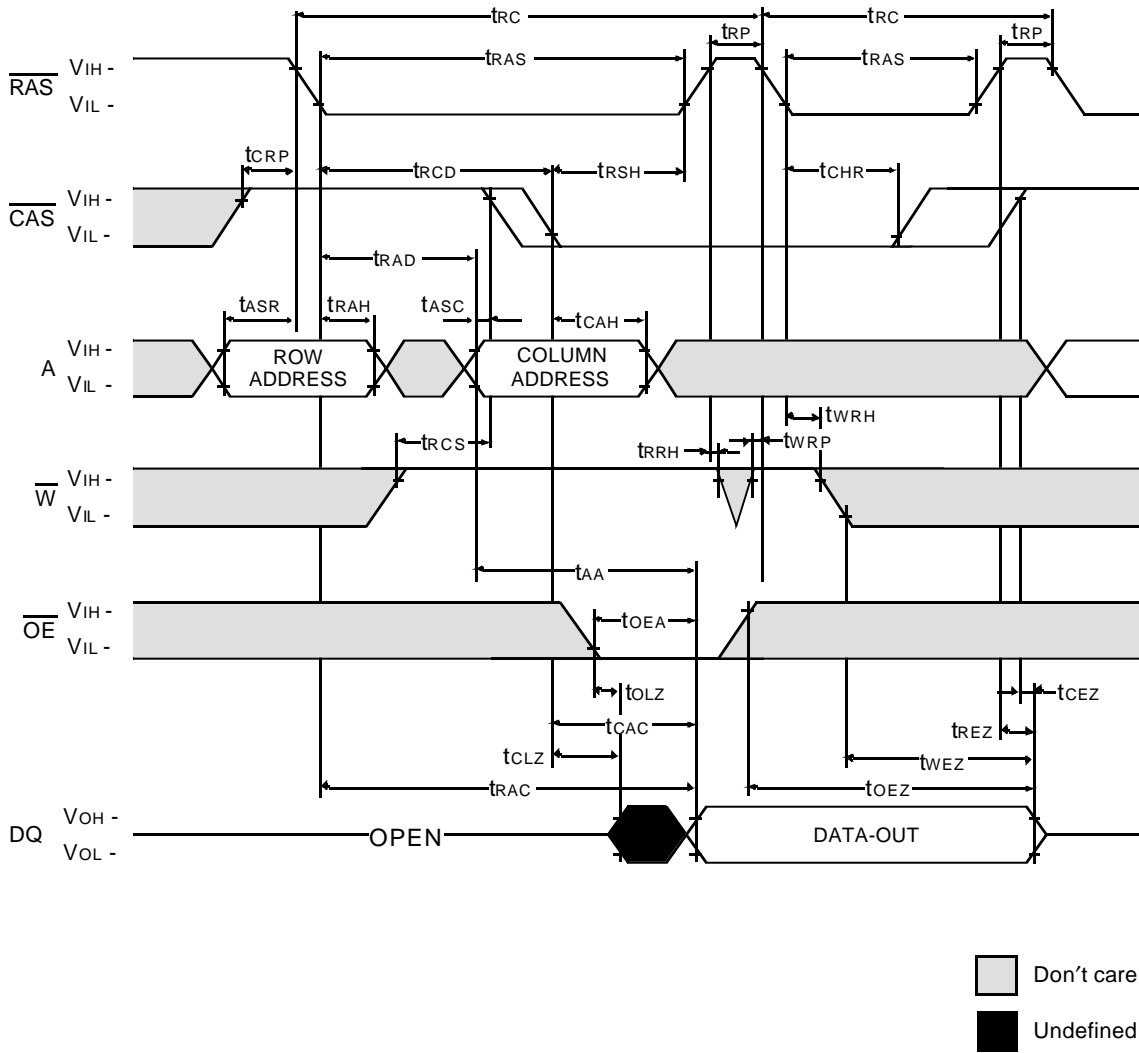 tRC tRC
tRP tRP
tRAS tRAS
RAS VIH -
VIL -
tCRP tRCD tRSH tCHR
CAS VIH -
VIL -
tRAD
tASR tRAH tASC tCAH
A VIH -
VIL -
ROW ADDRESS
COLUMN ADDRESS
tWRH
tRCS tRRH tWRP
W VIH -
VIL -
tAA
OE VIH -
VIL -
tOEA
tOLZ tCEZ
tCAC tREZ
tCLZ tWEZ
tRAC tOEZ
DQ VOH -
VOL -
OPEN DATA-OUT
Don′t care
Undefined